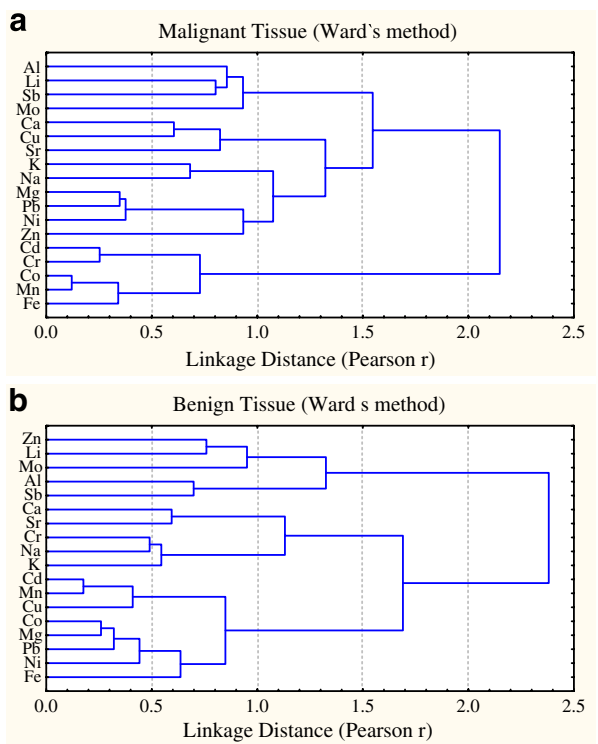 a
Malignant Tissue (Ward`s method)
Al
Li
Sb
Mo
Ca
Cu
Sr
K
Na
Mg
Pb
Ni
Zn
Cd
Cr
Co
Mn
Fe
0.0 0.5 1.0 1.5 2.0 2.5
Linkage Distance (Pearson r)
b
Benign Tissue (Ward s method)
Zn
Li
Mo
Al
Sb
Ca
Sr
Cr
Na
K
Cd
Mn
Cu
Co
Mg
Pb
Ni
Fe
0.0 0.5 1.0 1.5 2.0 2.5
Linkage Distance (Pearson r)